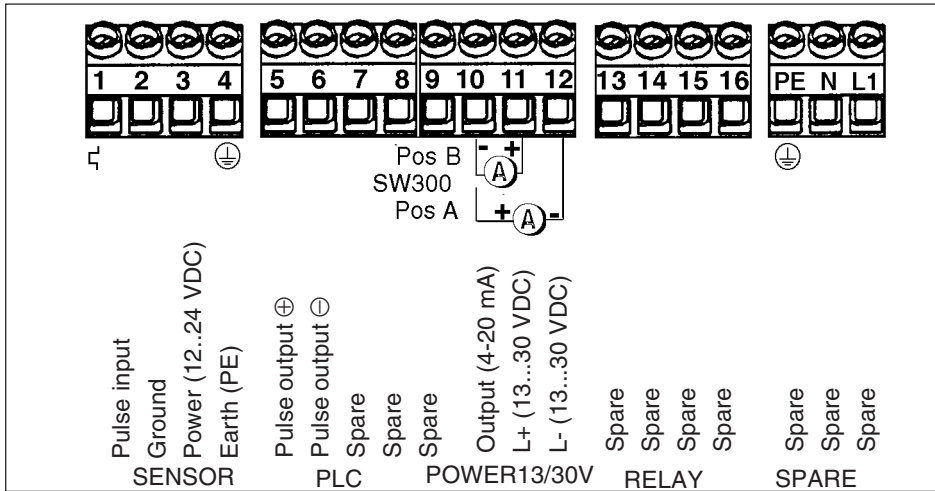 1 2 3 4 5 6 7 8 9 10 11 12 13 14 15 16 PE N L1
Pos B - + A
SW300
Pos A + A -
Pulse input
Ground
Power (12..24 VDC)
Earth (PE)
Pulse output ⊕
Pulse output ⊖
Spare
Spare
Spare
Output (4-20 mA)
L+ (13...30 VDC)
L- (13...30 VDC)
Spare
Spare
Spare
Spare
Spare
Spare
Spare
SENSOR PLC POWER13/30V RELAY SPARE